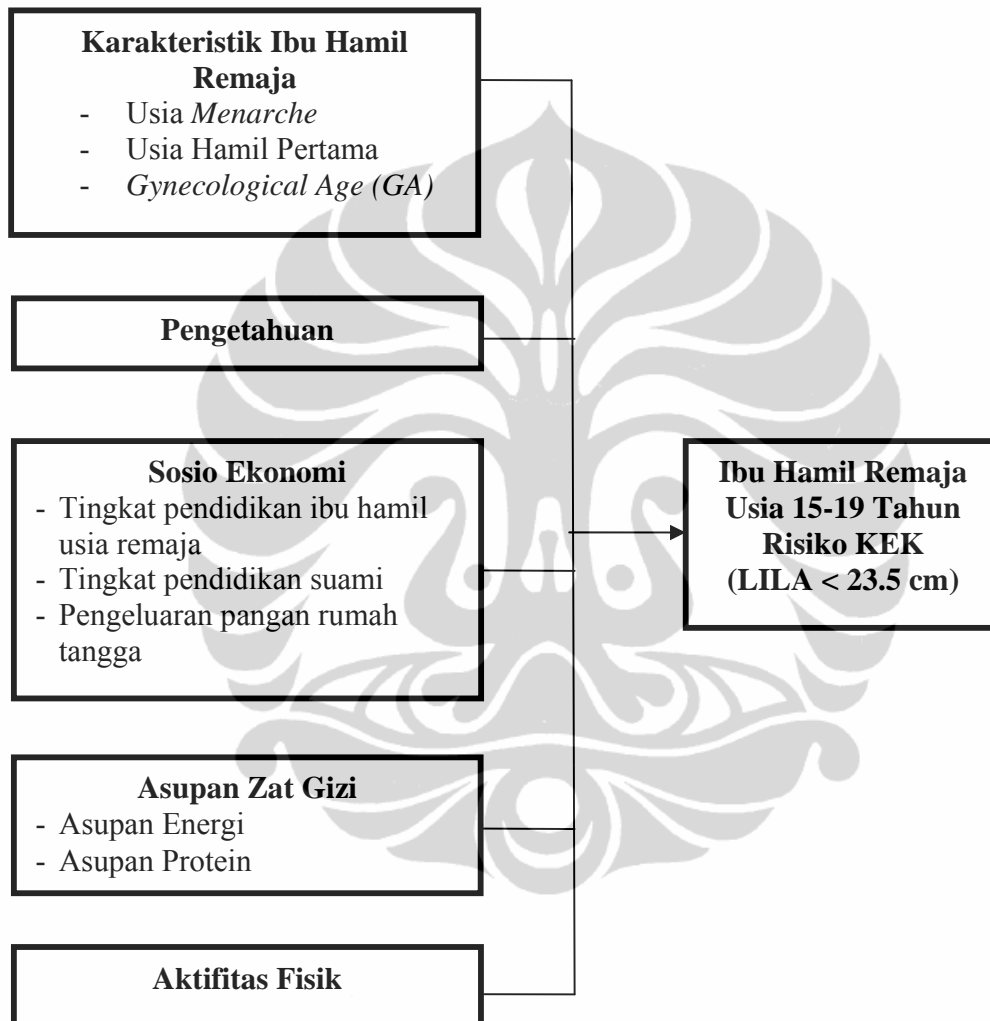 Karakteristik Ibu Hamil
Remaja
- Usia Menarche
- Usia Hamil Pertama
- Gynecological Age (GA)
Pengetahuan
Sosio Ekonomi
- Tingkat pendidikan ibu hamil
usia remaja
- Tingkat pendidikan suami
- Pengeluaran pangan rumah
tangga
Asupan Zat Gizi
- Asupan Energi
- Asupan Protein
Aktifitas Fisik
Ibu Hamil Remaja
Usia 15-19 Tahun
Risiko KEK
(LILA < 23.5 cm)